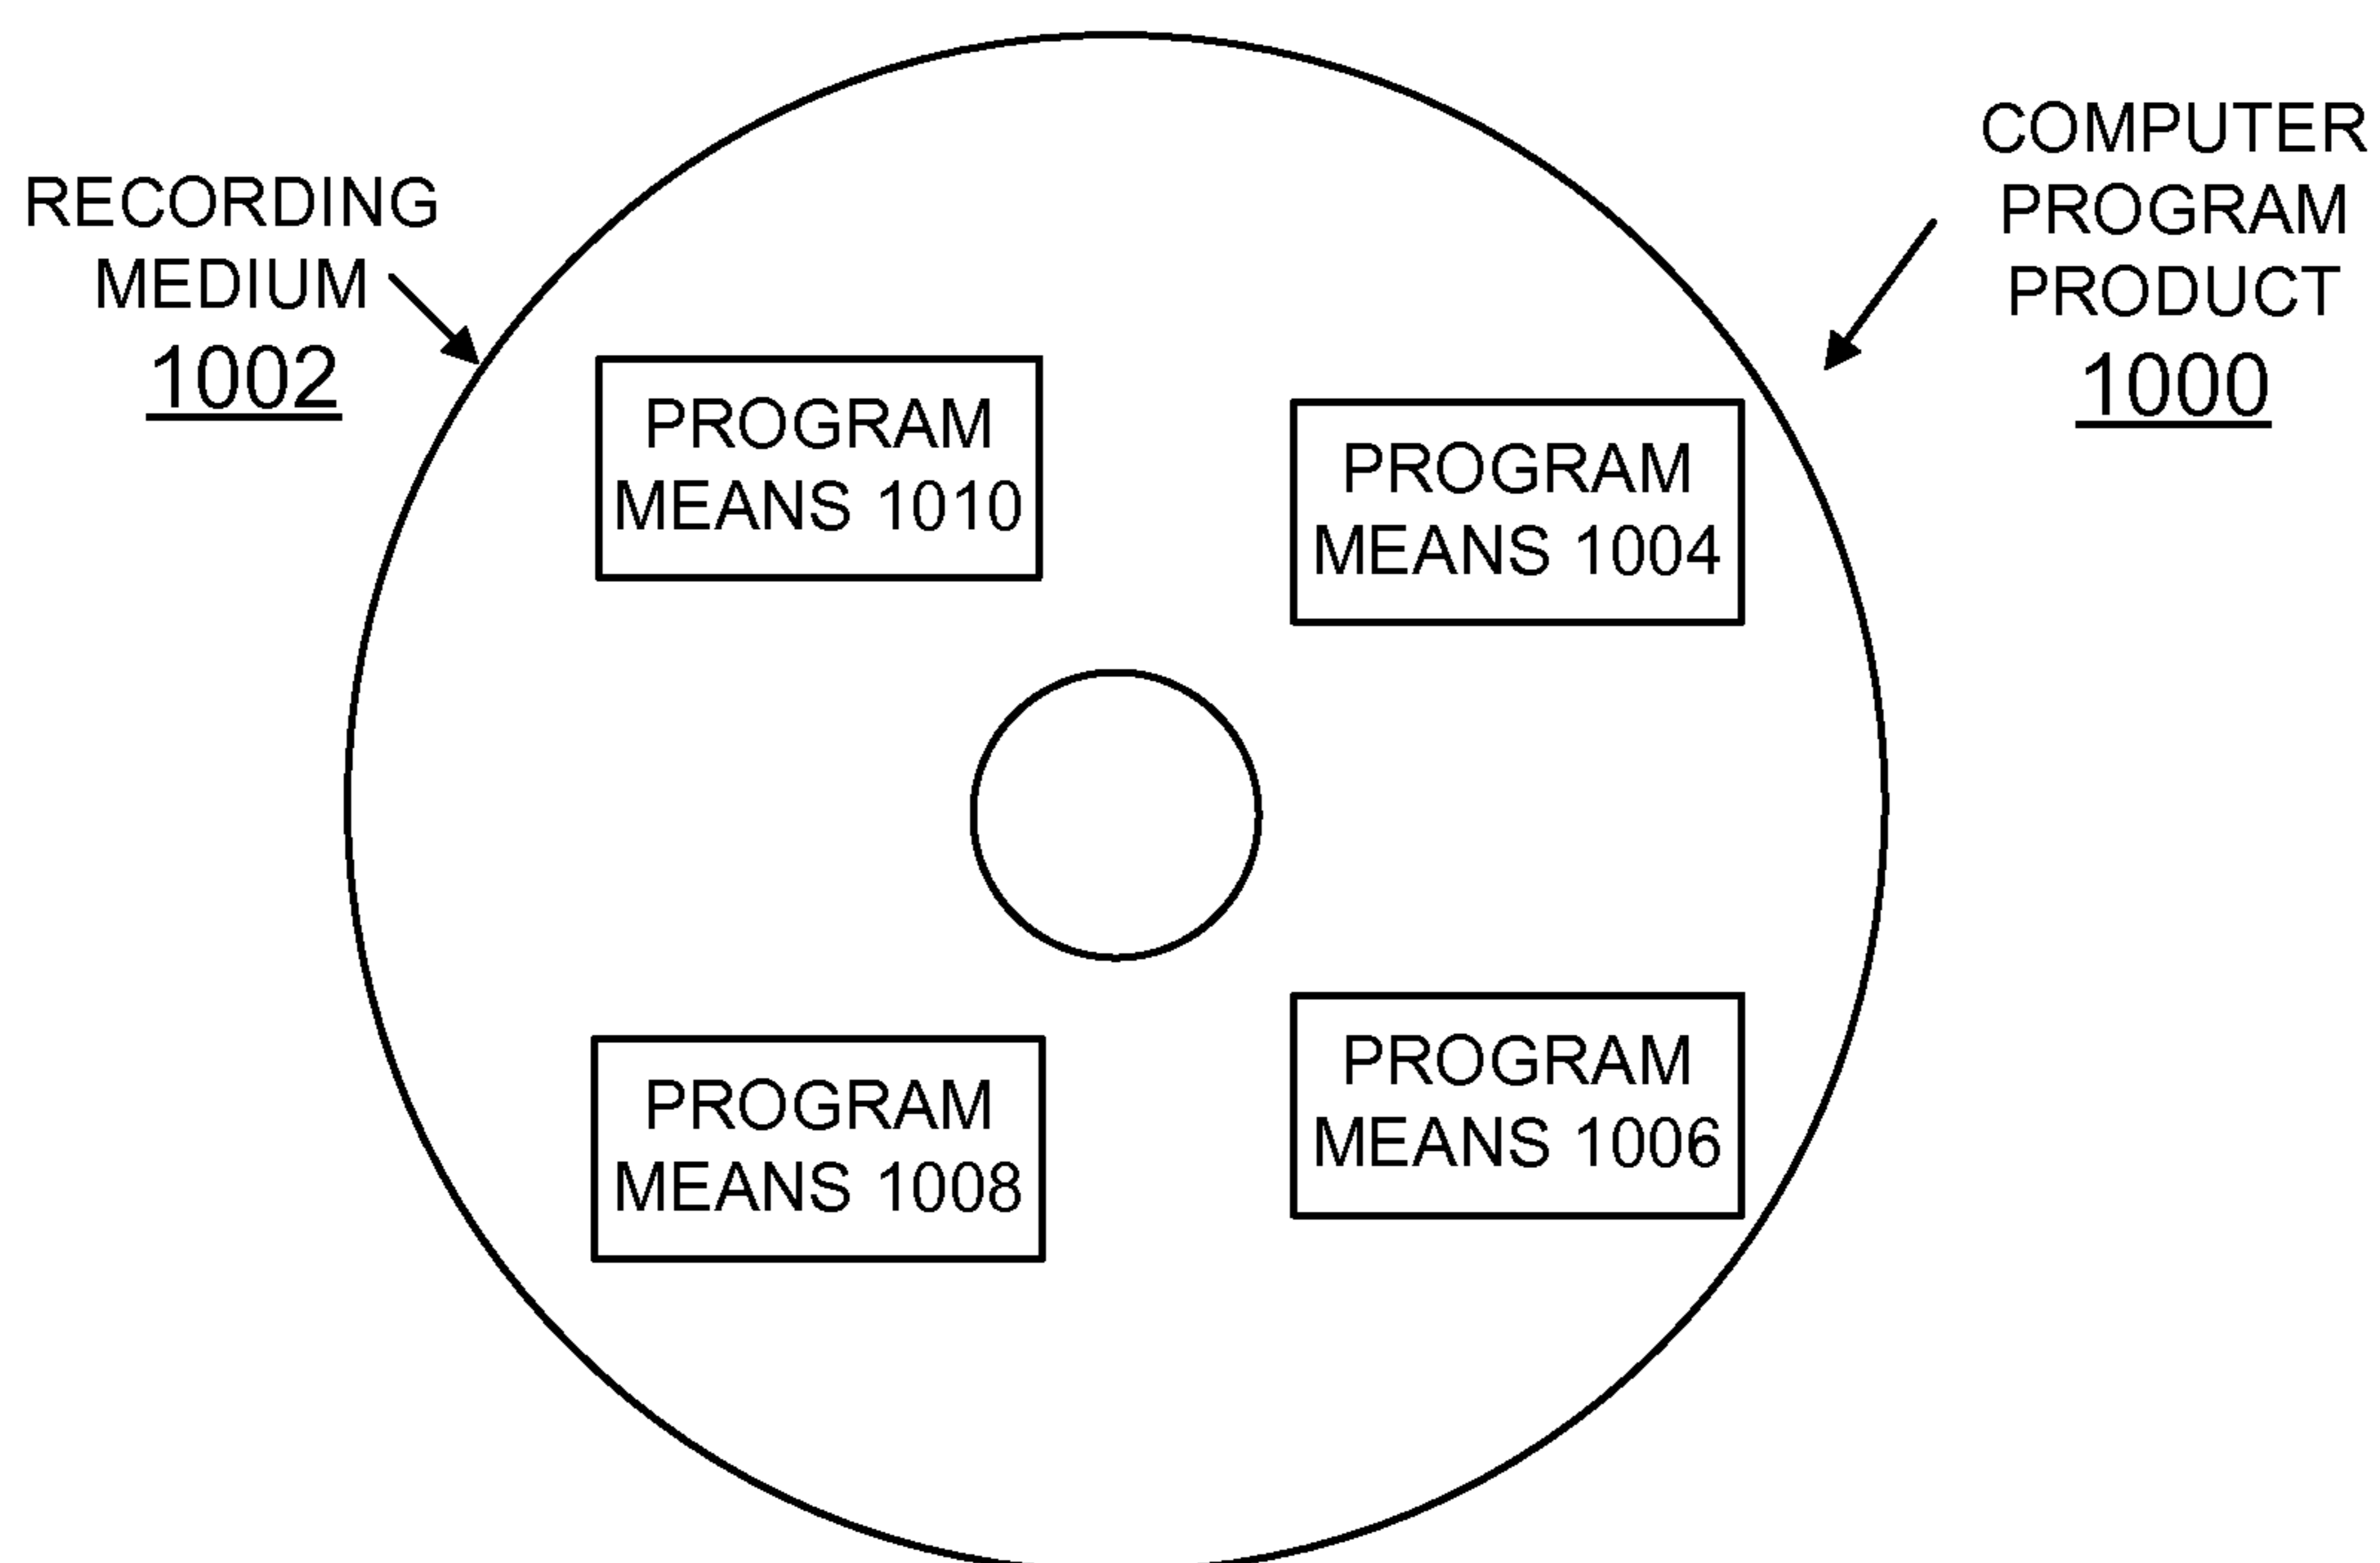 RECORDING
MEDIUM
1002
COMPUTER
PROGRAM
PRODUCT
1000
PROGRAM
MEANS 1010
PROGRAM
MEANS 1004
PROGRAM
MEANS 1008
PROGRAM
MEANS 1006